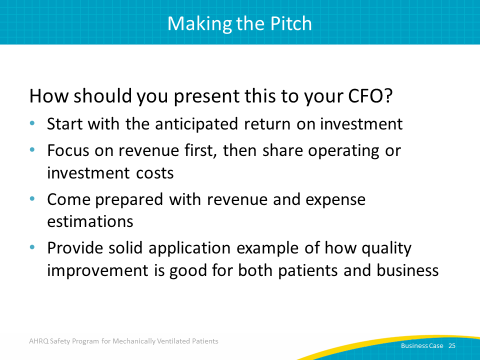 Making the Pitch
How should you present this to your CFO?
• Start with the anticipated return on investment
• Focus on revenue first, then share operating or
investment costs
• Come prepared with revenue and expense
estimations
• Provide solid application example of how quality
improvement is good for both patients and business
AHRQ Safety Program for Mechanically Ventilated Patients
Business Case 25